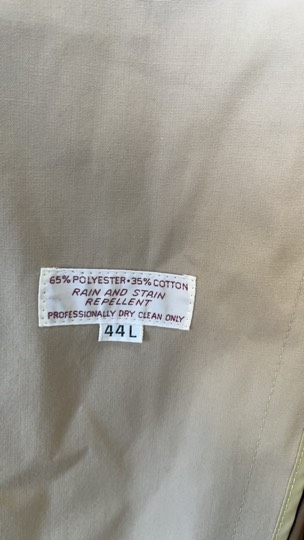 65% POLYESTER • 35% COTTON
RAIN AND STAIN
REPELLENT
PROFESSIONALLY DRY CLEAN ONLY
44L